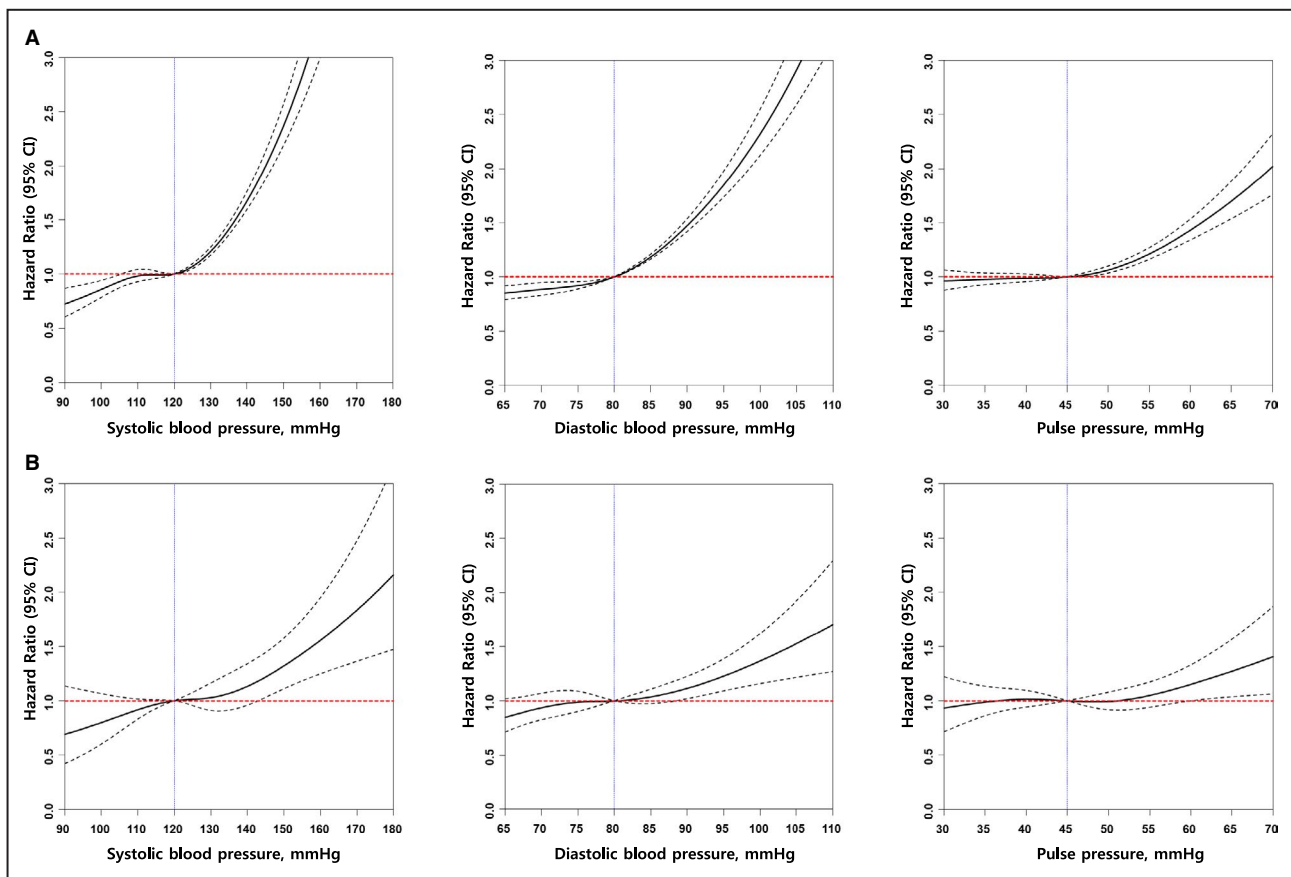 A
Hazard Ratio (95% CI)
3.0
2.5
2.0
1.5
1.0
0.5
0.0
90 100 110 120 130 140 150 160 170 180
Systolic blood pressure, mmHg
Hazard Ratio (95% CI)
3.0
2.5
2.0
1.5
1.0
0.5
0.0
65 70 75 80 85 90 95 100 105 110
Diastolic blood pressure, mmHg
Hazard Ratio (95% CI)
3.0
2.5
2.0
1.5
1.0
0.5
0.0
30 35 40 45 50 55 60 65 70
Pulse pressure, mmHg
B
Hazard Ratio (95% CI)
3.0
2.5
2.0
1.5
1.0
0.5
0.0
90 100 110 120 130 140 150 160 170 180
Systolic blood pressure, mmHg
Hazard Ratio (95% CI)
3.0
2.5
2.0
1.5
1.0
0.5
0.0
65 70 75 80 85 90 95 100 105 110
Diastolic blood pressure, mmHg
Hazard Ratio (95% CI)
3.0
2.5
2.0
1.5
1.0
0.5
0.0
30 35 40 45 50 55 60 65 70
Pulse pressure, mmHg